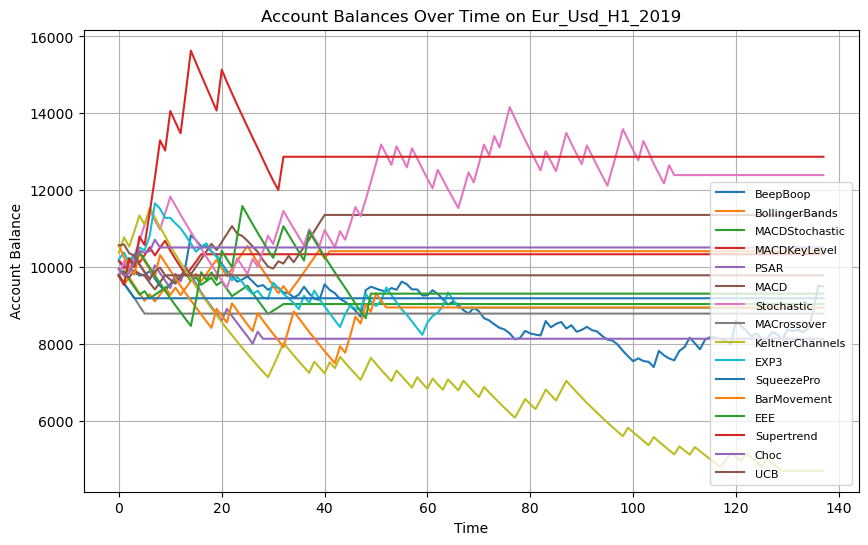 Account Balances Over Time on Eur_Usd_H1_2019
Account Balance
16000
14000
12000
10000
8000
6000
0
20
40
60
80
100
120
140
Time
BeepBoop
BollingerBands
MACDStochastic
MACDKeyLevel
PSAR
MACD
Stochastic
MACrossover
KeltnerChannels
EXP3
SqueezePro
BarMovement
EEE
Supertrend
Choc
UCB